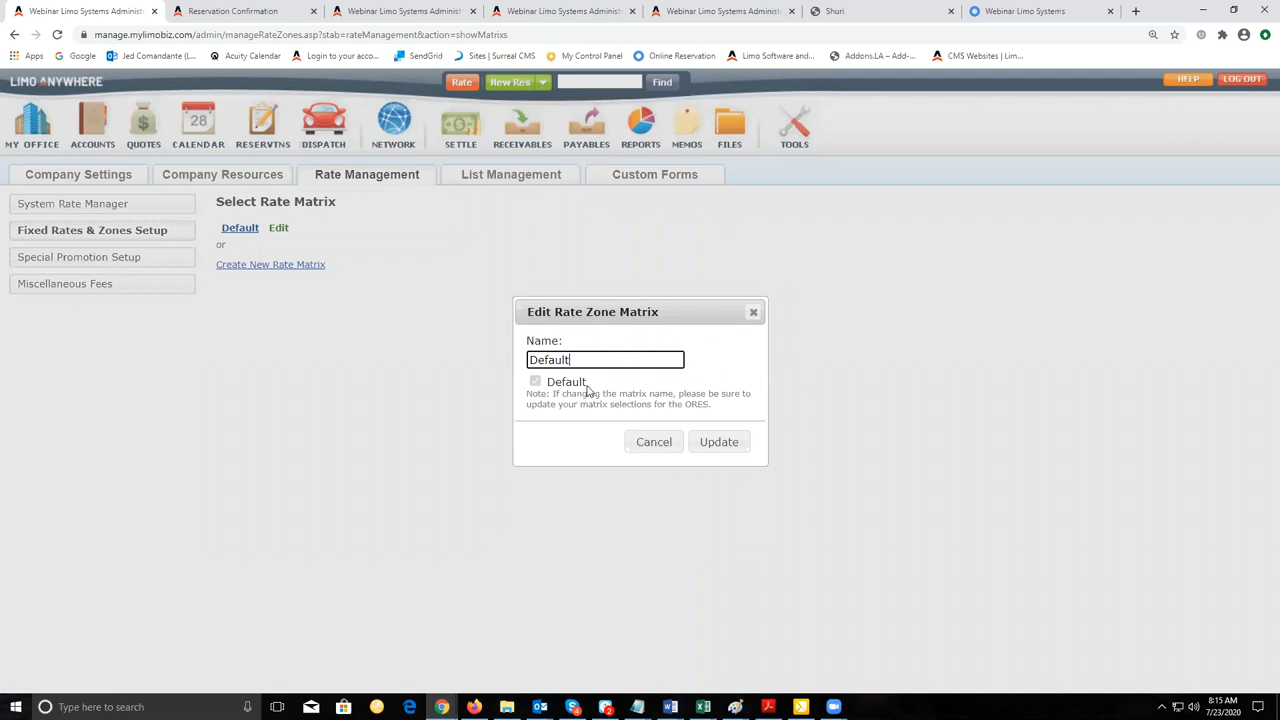 Webinar Limo Systems Administ
Reservation Confirmation
Webinar Limo Systems Administ
Webinar Limo Systems Administ
Webinar Limo Systems Administ
Shuri
Webinar Limo Systems
manage.mylimobiz.com/admin/manageRateZones.asp?stab=rateManagement&action=showMatrixs
Apps
Google
Jed Comandante (L...
Acuity Calendar
Login to your acco...
SendGrid
Sites | Surreal CMS
My Control Panel
Online Reservation
Limo Software and...
Addons.LA – Add-...
CMS Websites | Lim...
LIMO ANYWHERE
Rate
New Res
Find
HELP
LOG OUT
MY OFFICE
ACCOUNTS
QUOTES
28
CALENDAR
RESERVTNS
DISPATCH
NETWORK
SETTLE
RECEIVABLES
PAYABLES
REPORTS
MEMOS
FILES
TOOLS
Company Settings
Company Resources
Rate Management
List Management
Custom Forms
System Rate Manager
Fixed Rates & Zones Setup
Special Promotion Setup
Miscellaneous Fees
Select Rate Matrix
Default Edit
or
Create New Rate Matrix
Edit Rate Zone Matrix
Name:
Default
Default
Note: If changing the matrix name, please be sure to
update your matrix selections for the ORES.
Cancel
Update
Type here to search
8:15 AM
7/23/2020